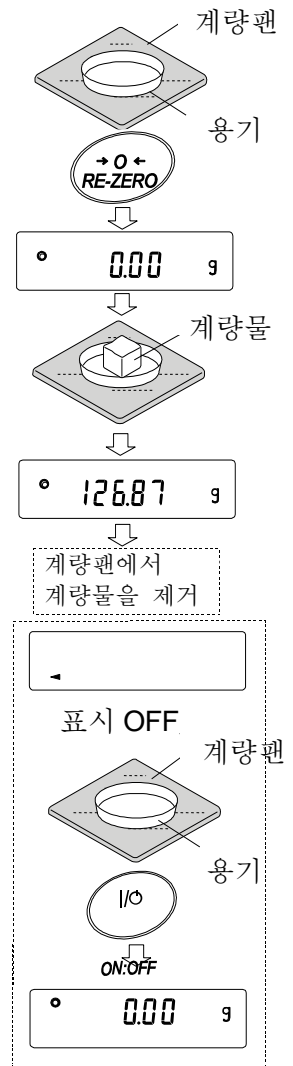 계량팬
용기
→ 0 ←
RE-ZERO
0.00 g
계량물
126.87 g
계량팬에서
계량물을 제거
표시 OFF
계량팬
용기
I/⏻
ON:OFF
0.00 g